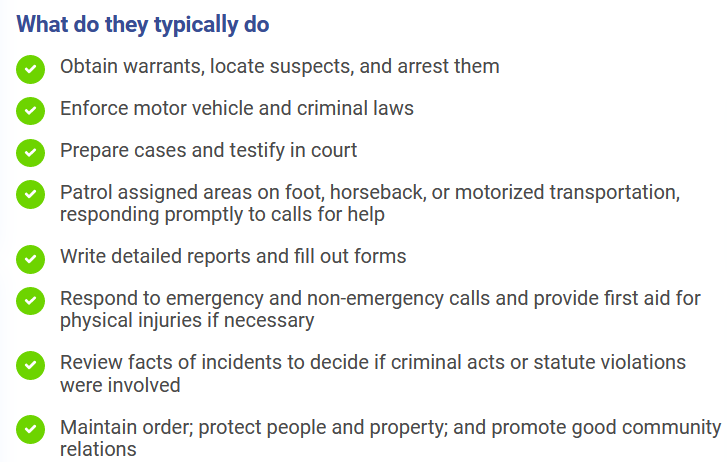 What do they typically do
Obtain warrants, locate suspects, and arrest them
Enforce motor vehicle and criminal laws
Prepare cases and testify in court
Patrol assigned areas on foot, horseback, or motorized transportation,
responding promptly to calls for help
Write detailed reports and fill out forms
Respond to emergency and non-emergency calls and provide first aid for
physical injuries if necessary
Review facts of incidents to decide if criminal acts or statute violations
were involved
Maintain order; protect people and property; and promote good community
relations